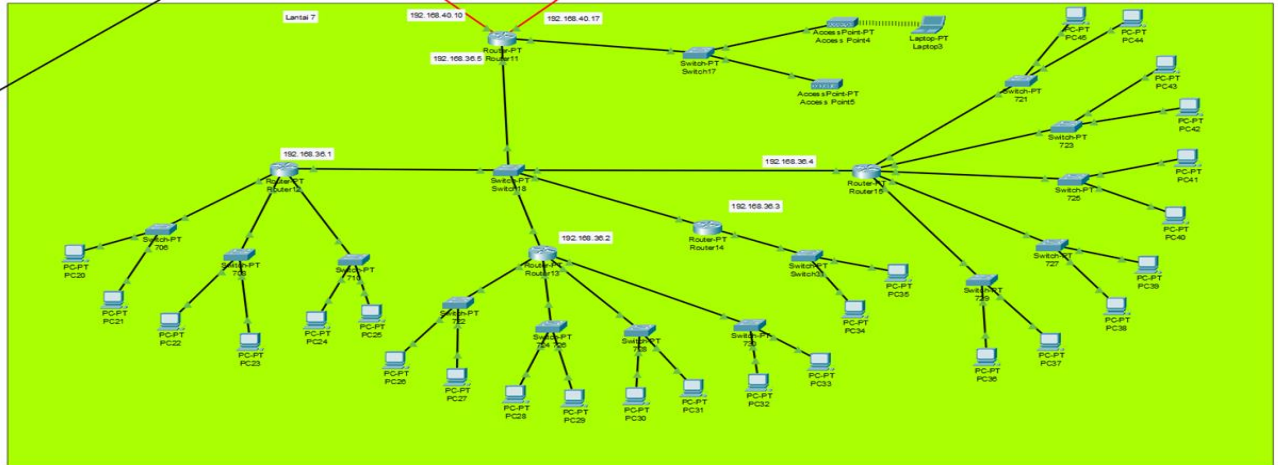 Lantai 7
192.168.40.10
192.168.40.17
Router-PT
Router11
192.168.36.5
Switch-PT
Switch17
AccessPoint-PT
Access Point4
Laptop-PT
Laptop3
AccessPoint-PT
Access Point5
PC-PT
PC45
PC-PT
PC44
Switch-PT
721
PC-PT
PC43
PC-PT
PC42
Switch-PT
723
PC-PT
PC41
Switch-PT
725
PC-PT
PC40
192.168.36.1
Router-PT
Router12
Switch-PT
Switch18
192.168.36.4
Router-PT
192.168.36.3
Router-PT
Router14
192.168.36.2
Router-PT
Router13
Switch-PT
706
PC-PT
PC20
PC-PT
PC21
Switch-PT
708
PC-PT
PC22
PC-PT
PC23
Switch-PT
710
PC-PT
PC24
PC-PT
PC25
Switch-PT
722
PC-PT
PC26
PC-PT
PC27
Switch-PT
724 726
PC-PT
PC28
PC-PT
PC29
Switch-PT
728
PC-PT
PC30
PC-PT
PC31
Switch-PT
730
PC-PT
PC32
PC-PT
PC33
Switch-PT
PC-PT
PC34
PC-PT
PC35
Switch-PT
727
PC-PT
PC39
PC-PT
PC38
Switch-PT
729
PC-PT
PC36
PC-PT
PC37